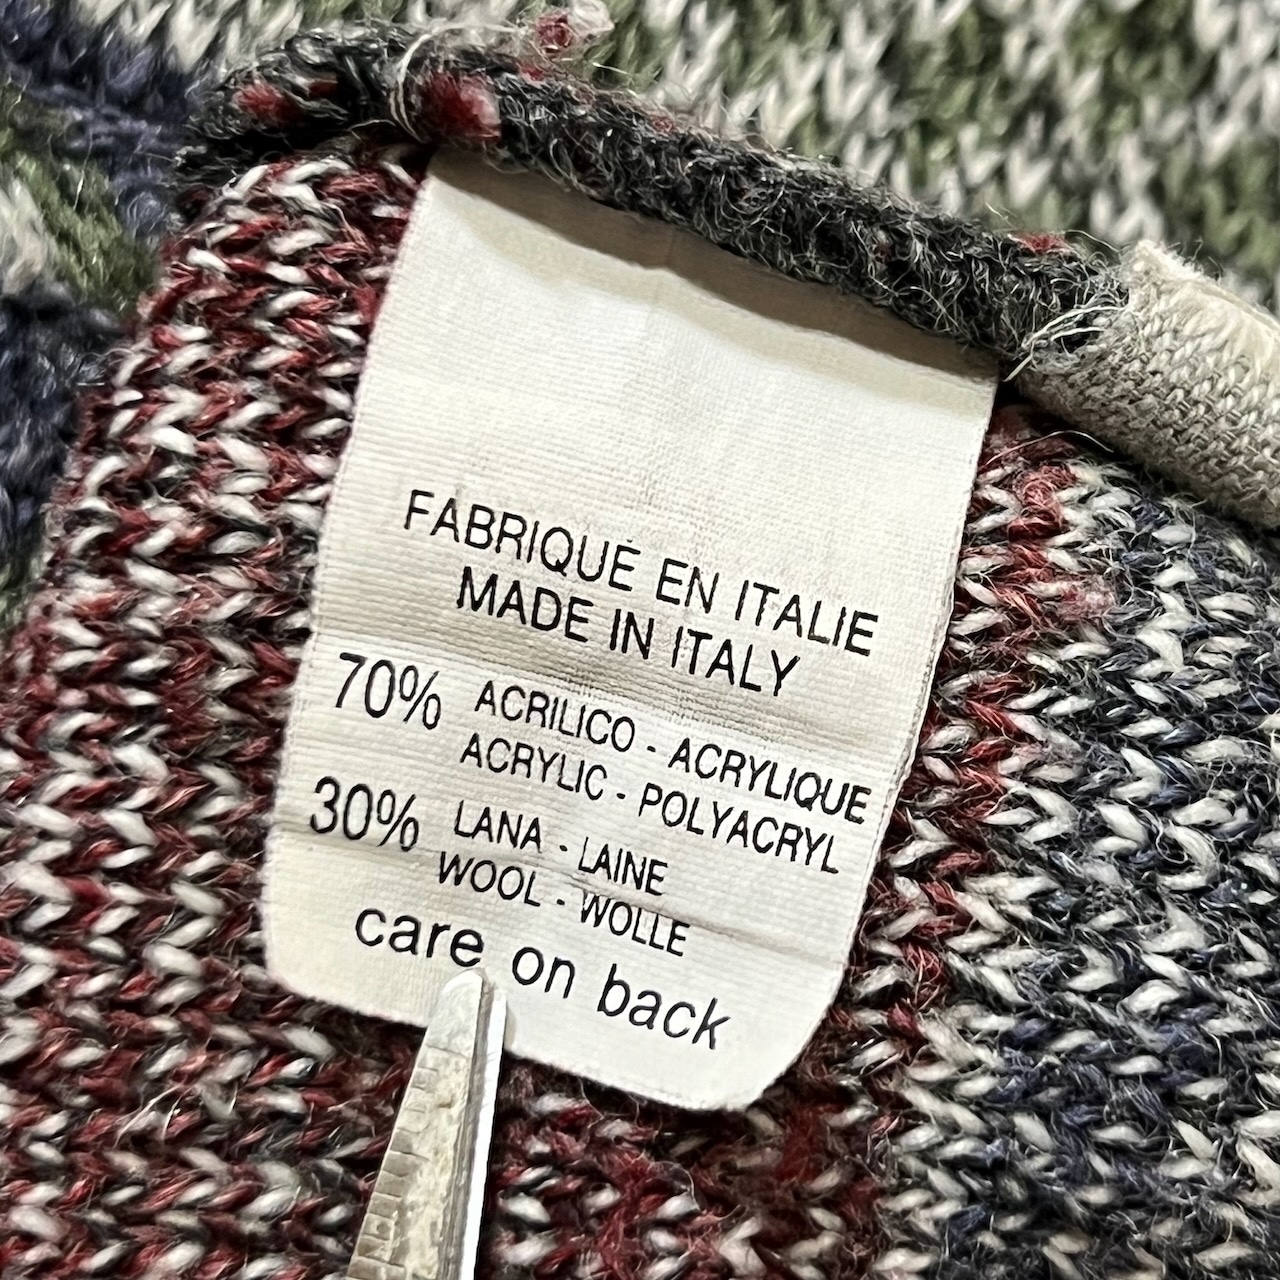 FABRIQUÉ EN ITALIE
MADE IN ITALY
70% ACRILICO - ACRYLIQUE
ACRYLIC - POLYACRYL
30% LANA - LAINE
WOOL - WOLLE
care on back